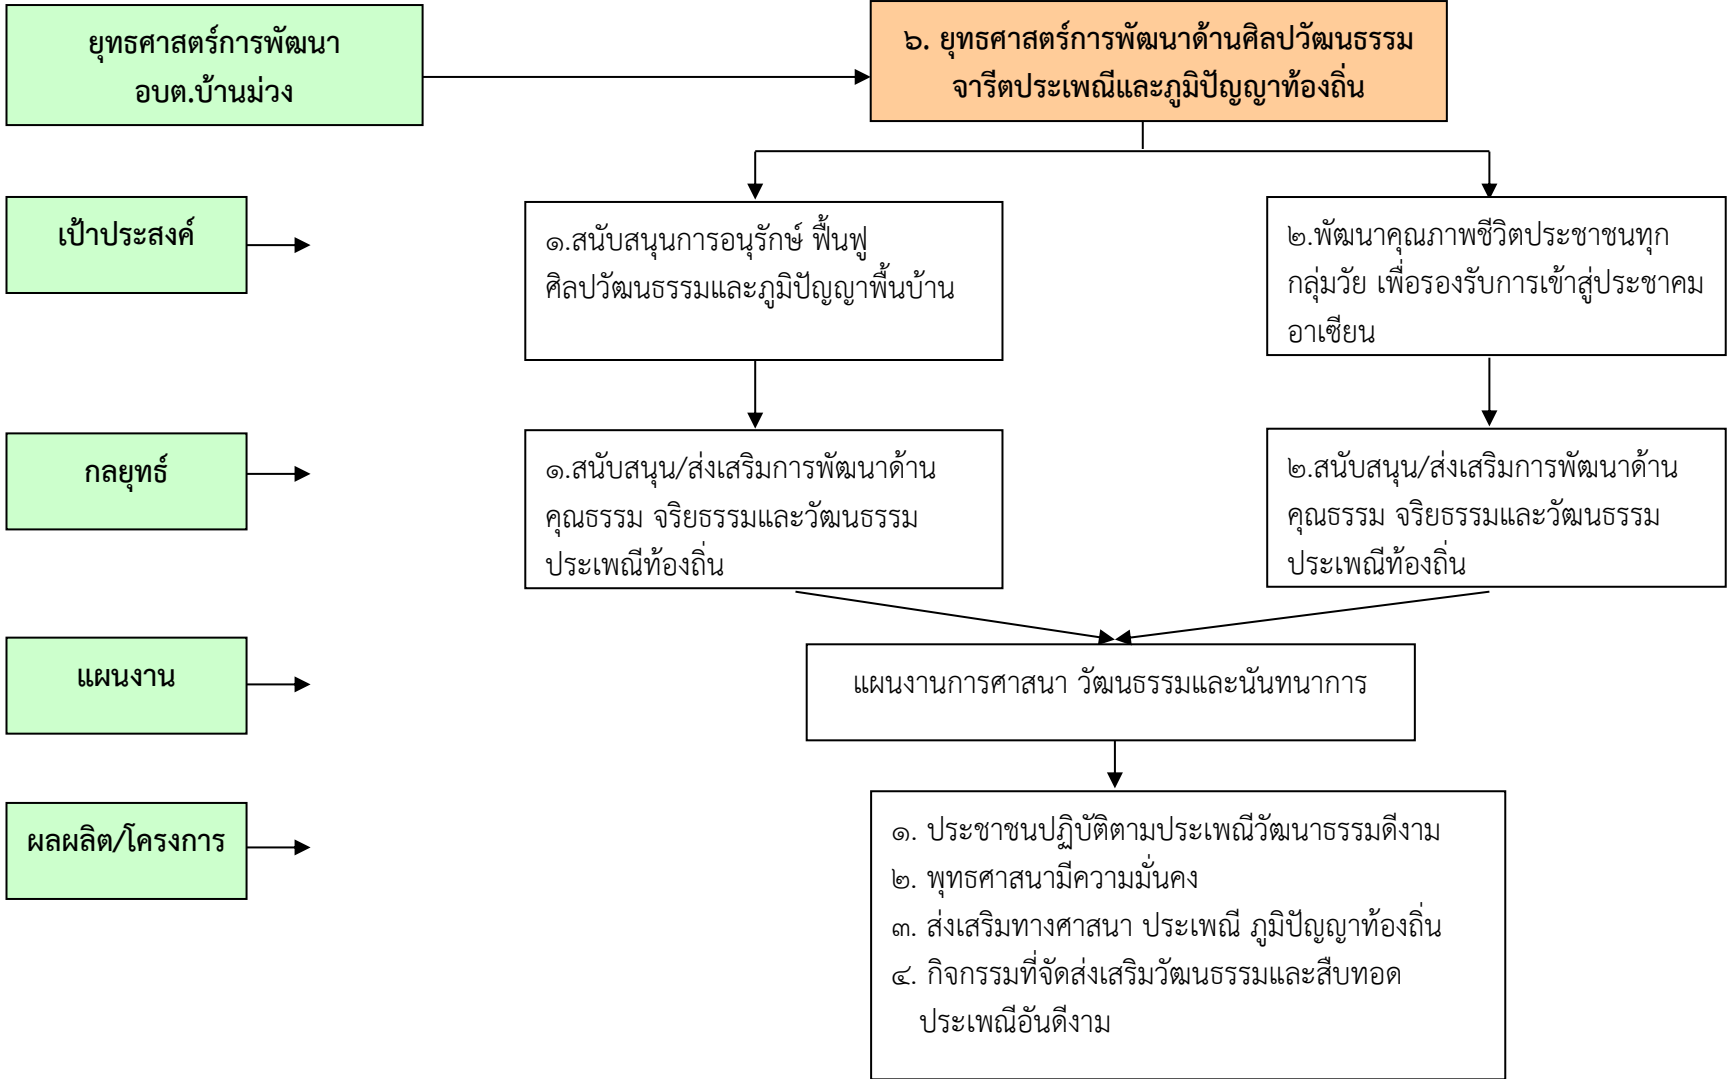 ยุทธศาสตร์การพัฒนา
อบต.บ้านม่วง
๖. ยุทธศาสตร์การพัฒนาด้านศิลปวัฒนธรรม
จารีตประเพณีและภูมิปัญญาท้องถิ่น
เป้าประสงค์
๑.สนับสนุนการอนุรักษ์ ฟื้นฟู
ศิลปวัฒนธรรมและภูมิปัญญาพื้นบ้าน
๒.พัฒนาคุณภาพชีวิตประชาชนทุก
กลุ่มวัย เพื่อรองรับการเข้าสู่ประชาคม
อาเซียน
กลยุทธ์
๑.สนับสนุน/ส่งเสริมการพัฒนาด้าน
คุณธรรม จริยธรรมและวัฒนธรรม
ประเพณีท้องถิ่น
๒.สนับสนุน/ส่งเสริมการพัฒนาด้าน
คุณธรรม จริยธรรมและวัฒนธรรม
ประเพณีท้องถิ่น
แผนงาน
แผนงานการศาสนา วัฒนธรรมและนันทนาการ
ผลผลิต/โครงการ
๑. ประชาชนปฏิบัติตามประเพณีวัฒนาธรรมดีงาม
๒. พุทธศาสนามีความมั่นคง
๓. ส่งเสริมทางศาสนา ประเพณี ภูมิปัญญาท้องถิ่น
๔. กิจกรรมที่จัดส่งเสริมวัฒนธรรมและสืบทอด
ประเพณีอันดีงาม